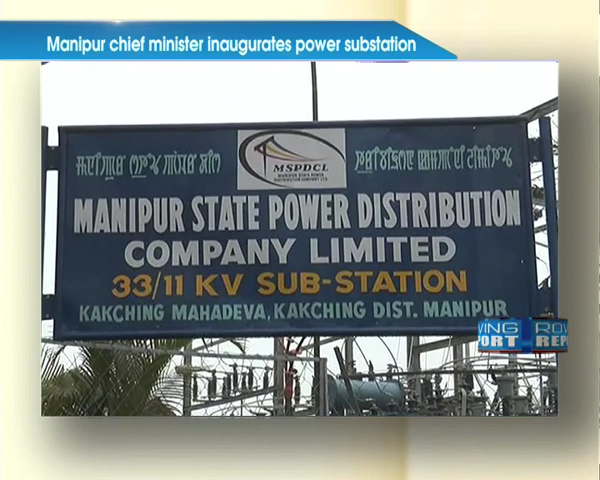 Manipur chief minister inaugurates power substation
MSPDCL
MANIPUR STATE POWER
DISTRIBUTION COMPANY LTD
MANIPUR STATE POWER DISTRIBUTION
COMPANY LIMITED
33/11 KV SUB-STATION
KAKCHING MAHADEVA, KAKCHING DIST. MANIPUR